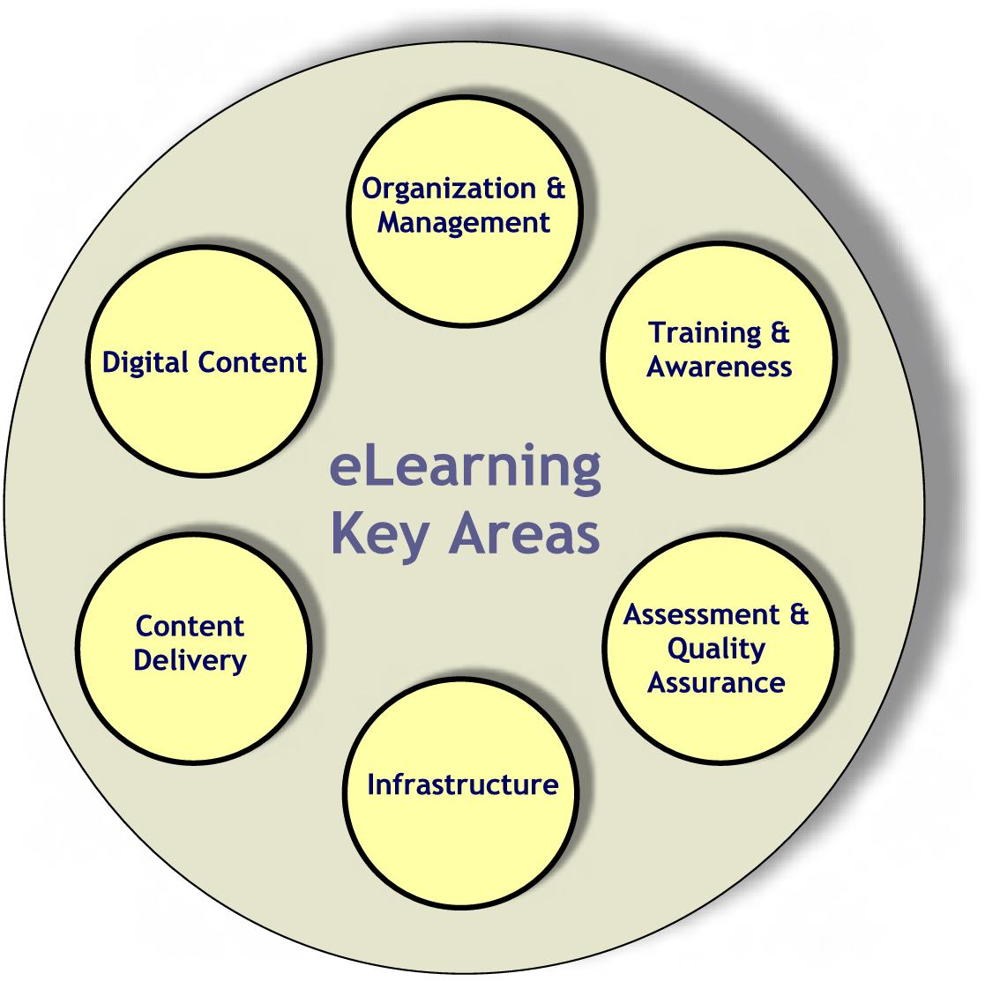 Organization &
Management
Training &
Awareness
Digital Content
eLearning
Key Areas
Content
Delivery
Assessment &
Quality
Assurance
Infrastructure